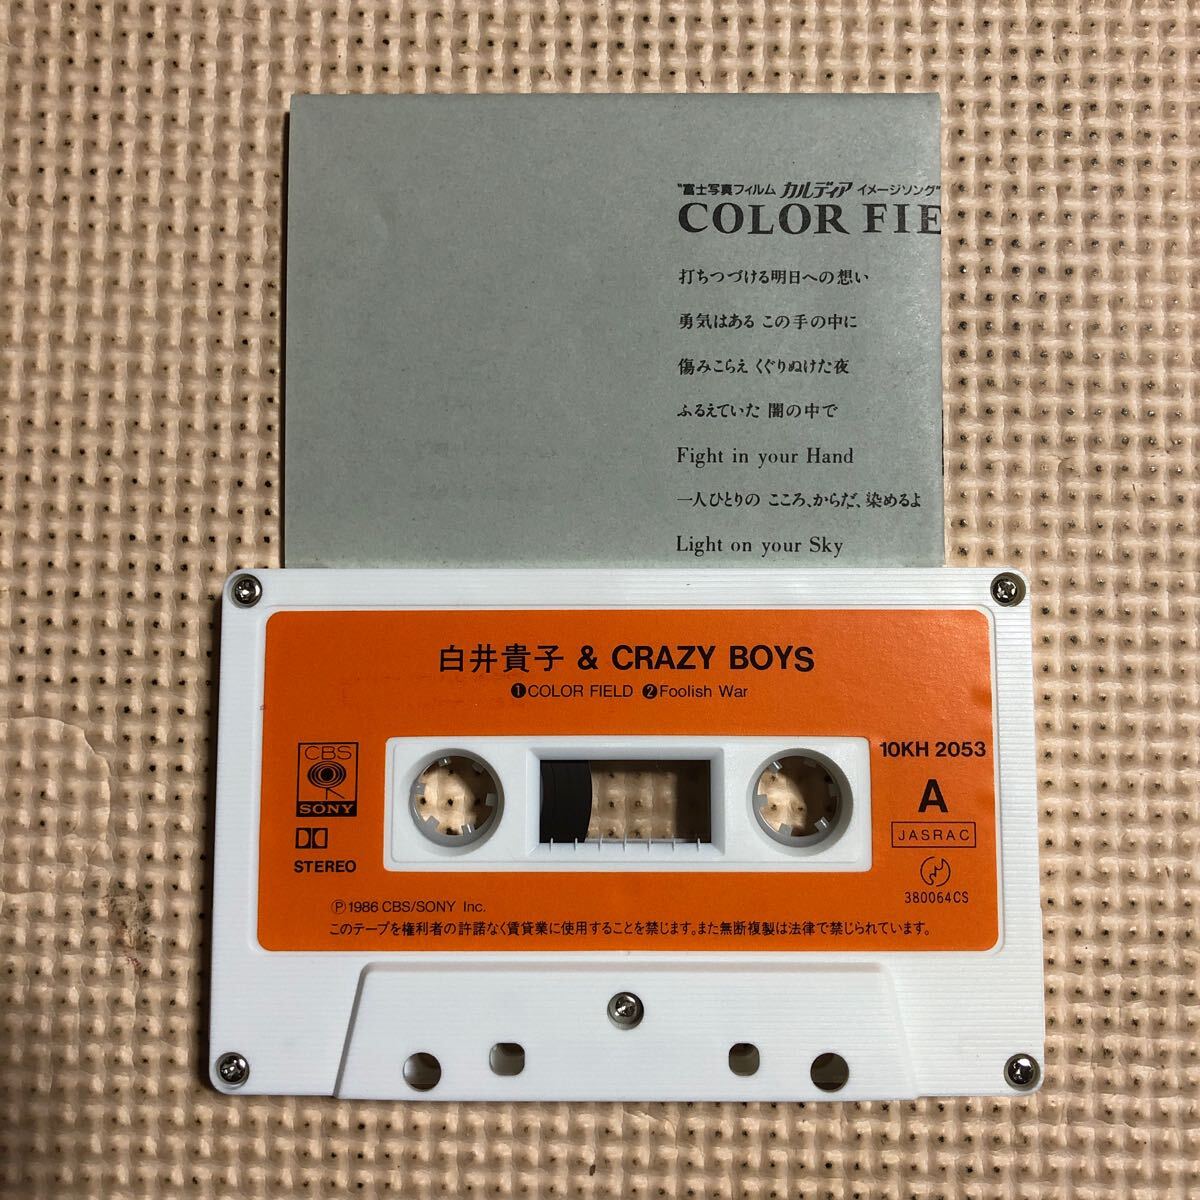 "富士写真フイルム カルディア イメージソング"
COLOR FIE
打ちつづける明日への想い
勇気はある この手の中に
傷みこらえ くぐりぬけた夜
ふるえていた 闇の中で
Fight in your Hand
一人ひとりの こころ、からだ、染めるよ
Light on your Sky
白井貴子 & CRAZY BOYS
❶COLOR FIELD ❷Foolish War
CBS
SONY
STEREO
10KH 2053
A
JASRAC
380064CS
Ⓟ1986 CBS/SONY Inc.
このテープを権利者の許諾なく賃貸業に使用することを禁じます。また無断複製は法律で禁じられています。